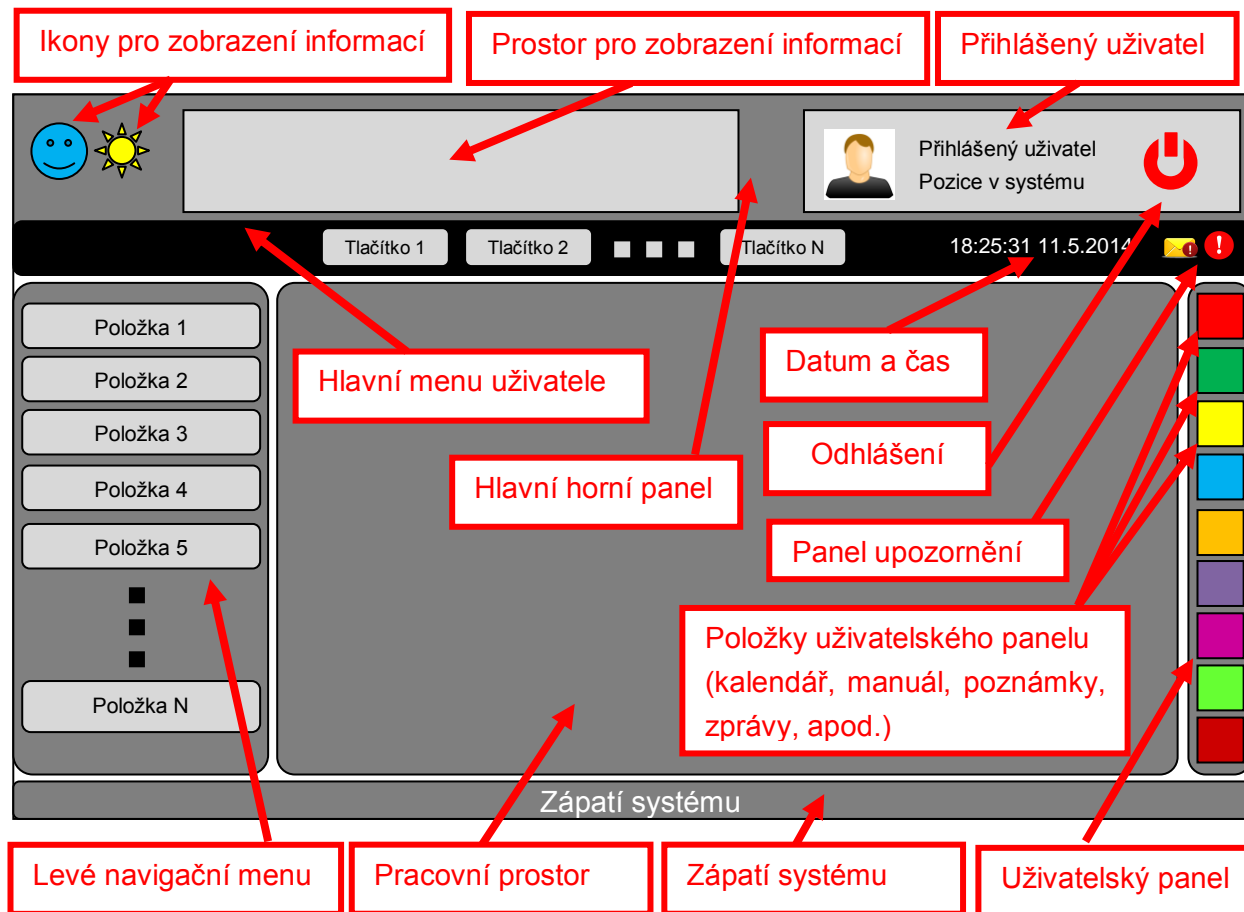 Ikony pro zobrazení informací
Prostor pro zobrazení informací
Přihlášený uživatel
Přihlášený uživatel
Pozice v systému
Tlačítko 1
Tlačítko 2
Tlačítko N
18:25:31 11.5.2014
Položka 1
Položka 2
Položka 3
Položka 4
Položka 5
Položka N
Hlavní menu uživatele
Datum a čas
Hlavní horní panel
Odhlášení
Panel upozornění
Položky uživatelského panelu
(kalendář, manuál, poznámky,
zprávy, apod.)
Zápatí systému
Levé navigační menu
Pracovní prostor
Zápatí systému
Uživatelský panel